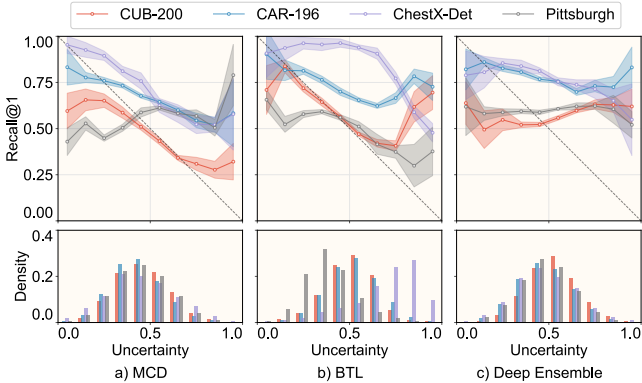 CUB-200 CAR-196 ChestX-Det Pittsburgh
Recall@1
1.00
0.75
0.50
0.25
0.00
Density
0.4
0.2
0.0
0.0 0.5 1.0 0.0 0.5 1.0 0.0 0.5 1.0
Uncertainty Uncertainty Uncertainty
a) MCD b) BTL c) Deep Ensemble